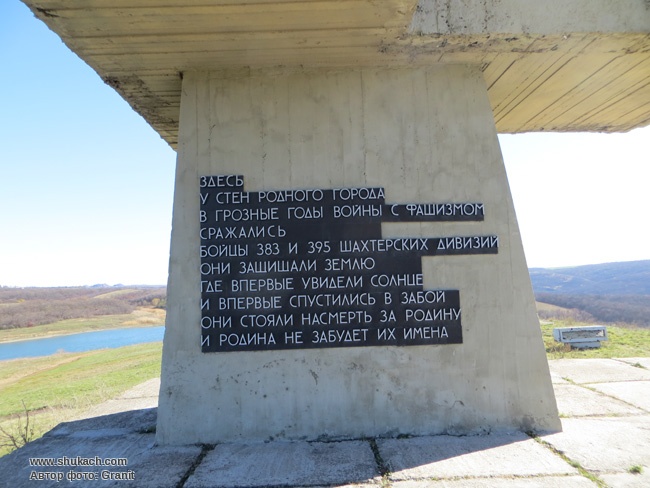 ЗДЕСЬ
У СТЕН РОДНОГО ГОРОДА
В ГРОЗНЫЕ ГОДЫ ВОЙНЫ С ФАШИЗМОМ
СРАЖАЛИСЬ
БОЙЦЫ 383 И 395 ШАХТЕРСКИХ ДИВИЗИЙ
ОНИ ЗАЩИЩАЛИ ЗЕМЛЮ
ГДЕ ВПЕРВЫЕ УВИДЕЛИ СОЛНЦЕ
И ВПЕРВЫЕ СПУСТИЛИСЬ В ЗАБОЙ
ОНИ СТОЯЛИ НАСМЕРТЬ ЗА РОДИНУ
И РОДИНА НЕ ЗАБУДЕТ ИХ ИМЕНА
www.shukach.com
Автор фото: Grant